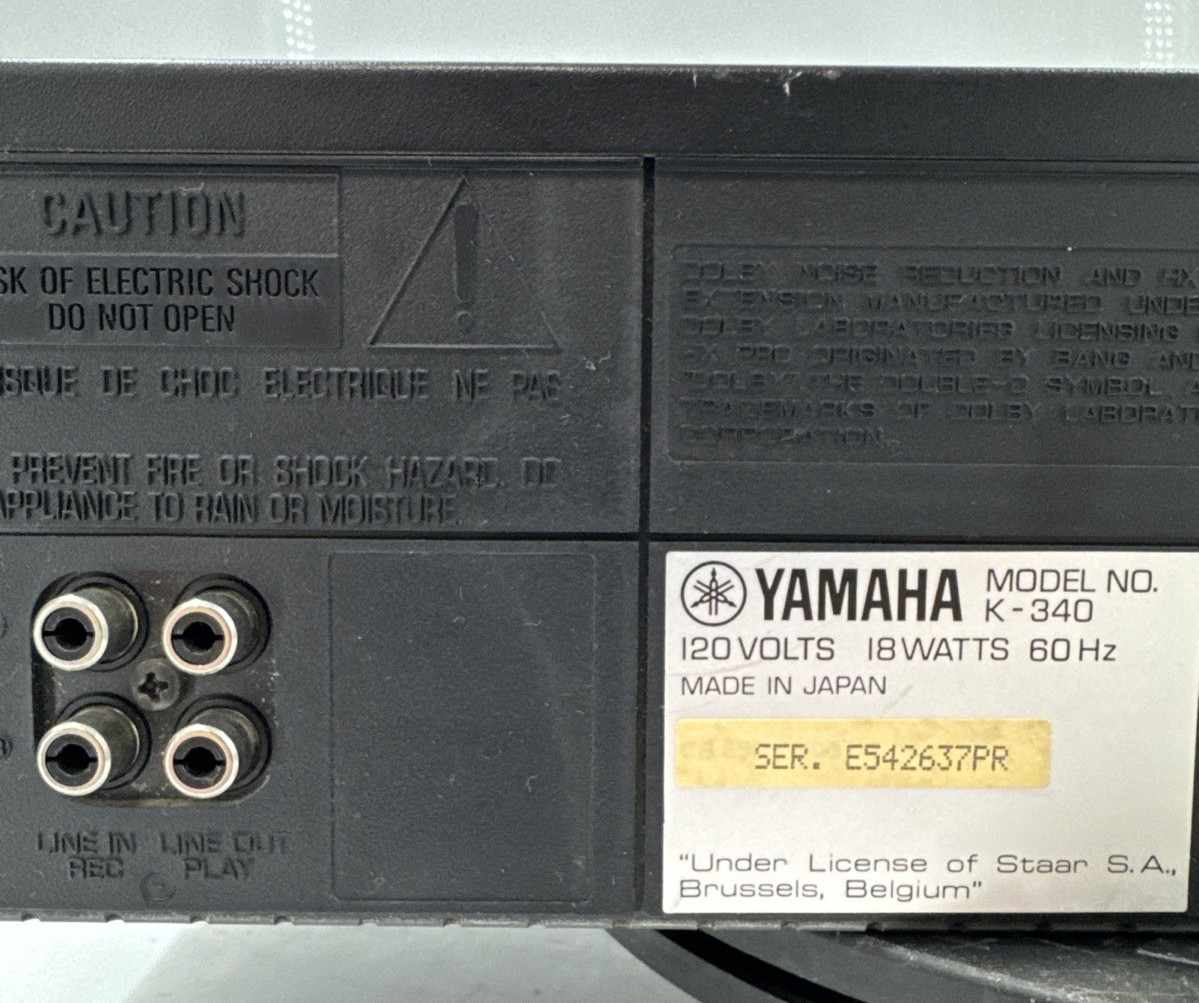 CAUTION
SK OF ELECTRIC SHOCK
DO NOT OPEN
ISQUE DE CHOC ELECTRIQUE NE PAS
PREVENT FIRE OR SHOCK HAZARD, DO
APPLIANCE TO RAIN OR MOISTURE.
DOLBY NOISE REDUCTION AND HX
EXTENSION MANUFACTURED UNDE
DOLBY LABORATORIES LICENSING
HX PRO ORIGINATED BY BANG AND
"DOLBY" THE DOUBLE-D SYMBOL
TRADEMARKS OF DOLBY LABORAT
CORPORATION.
LINE IN LINE OUT
REC PLAY
YAMAHA MODEL NO.
K-340
120 VOLTS 18 WATTS 60 Hz
MADE IN JAPAN
SER. E542637PR
"Under License of Staar S.A.,
Brussels, Belgium"